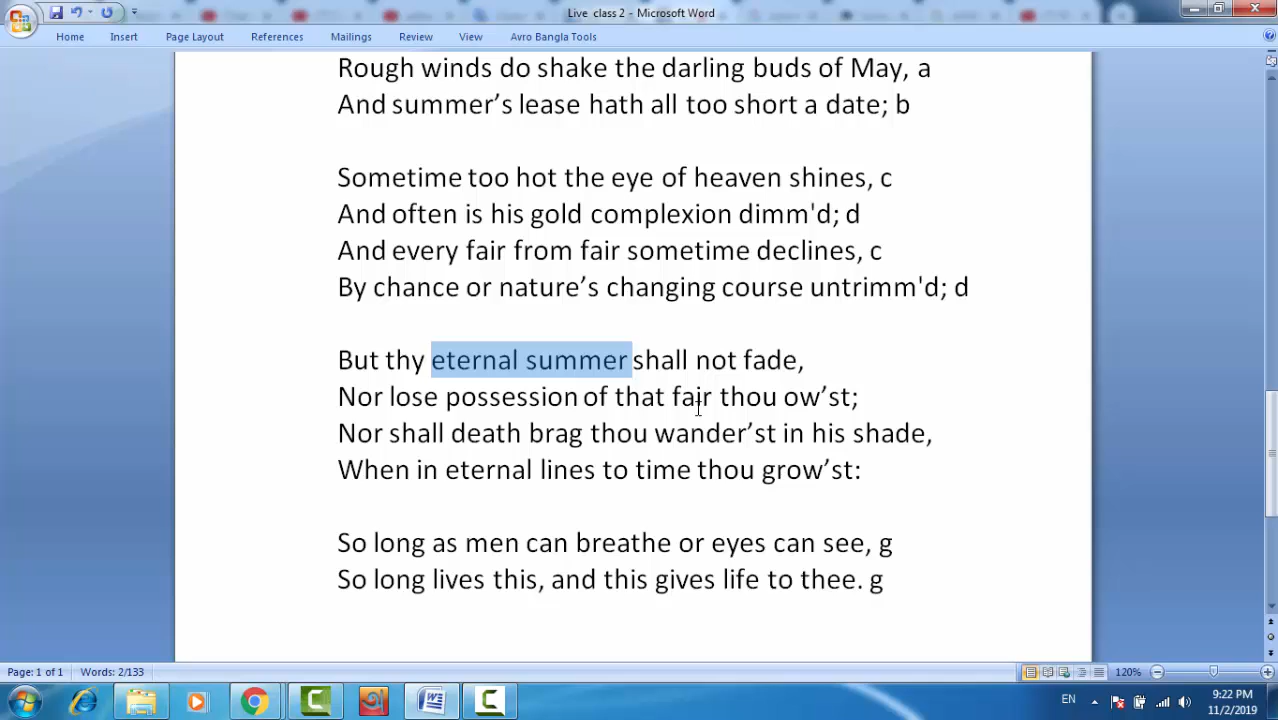 Live class 2 - Microsoft Word
Home Insert Page Layout References Mailings Review View Avro Bangla Tools
Rough winds do shake the darling buds of May, a
And summer’s lease hath all too short a date; b
Sometime too hot the eye of heaven shines, c
And often is his gold complexion dimm'd; d
And every fair from fair sometime declines, c
By chance or nature’s changing course untrimm'd; d
But thy eternal summer shall not fade,
Nor lose possession of that fair thou ow’st;
Nor shall death brag thou wander’st in his shade,
When in eternal lines to time thou grow’st:
So long as men can breathe or eyes can see, g
So long lives this, and this gives life to thee. g
Page: 1 of 1 Words: 2/133 120%
EN 9:22 PM
11/2/2019